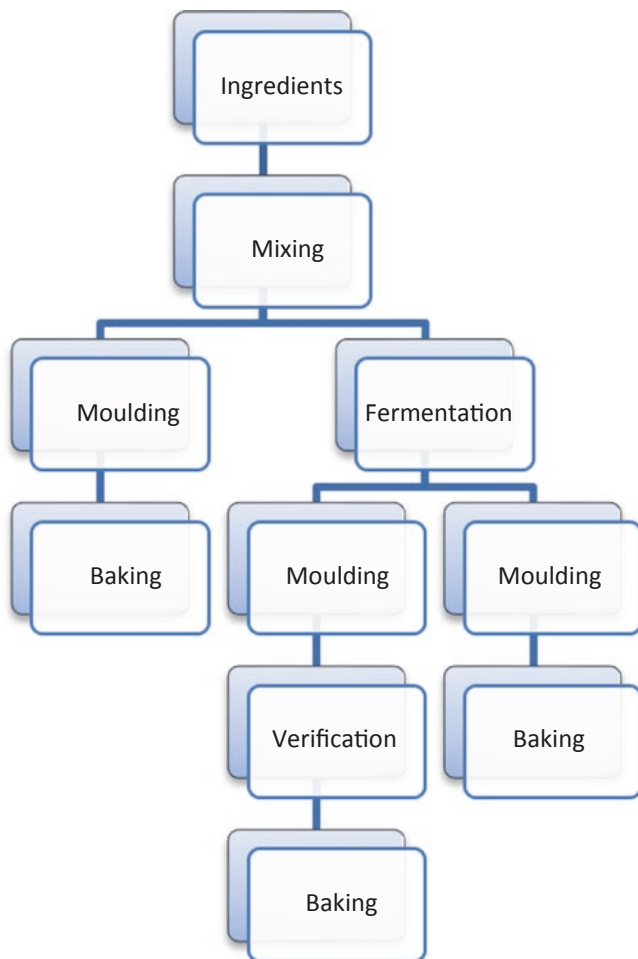 Ingredients
Mixing
Moulding
Fermentation
Baking
Moulding
Moulding
Verification
Baking
Baking